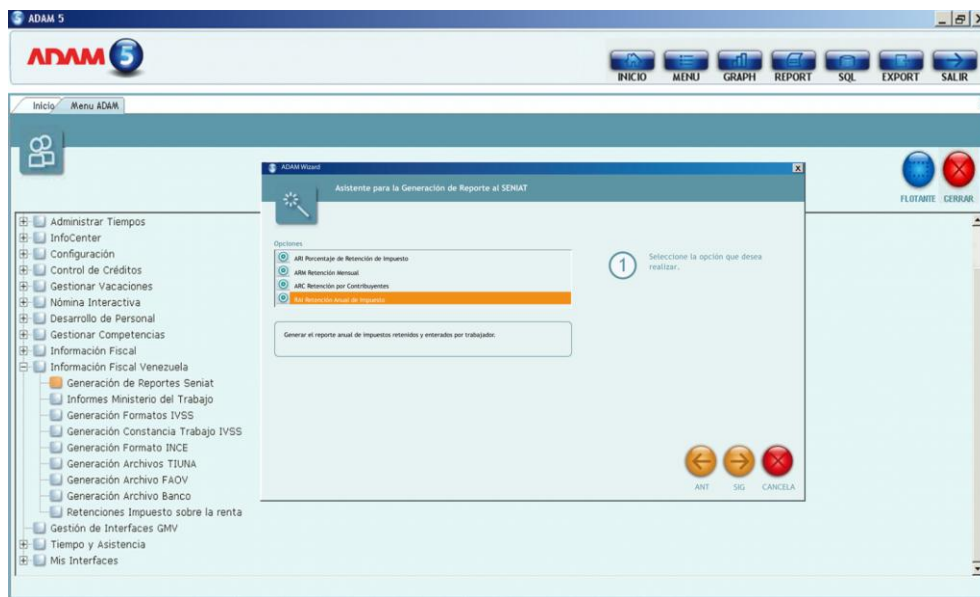 ADAM 5
ADAM 5
INICIO MENU GRAPH REPORT SQL EXPORT SALIR
Inicio Menu ADAM
FLOTANTE CERRAR
ADAM Wizard
Asistente para la Generación de Reporte al SENIAT
Opciones
ARI Porcentaje de Retención de Impuesto
ARM Retención Mensual
ARC Retención por Contribuyentes
RAI Retención Anual de Impuesto
1 Seleccione la opción que desea
realizar.
Generar el reporte anual de impuestos retenidos y enterados por trabajador.
ANT SIG CANCELA
Administrar Tiempos
InfoCenter
Configuración
Control de Créditos
Gestionar Vacaciones
Nómina Interactiva
Desarrollo de Personal
Gestionar Competencias
Información Fiscal
Información Fiscal Venezuela
Generación de Reportes Seniat
Informes Ministerio del Trabajo
Generación Formatos IVSS
Generación Constancia Trabajo IVSS
Generación Formato INCE
Generación Archivos TIUNA
Generación Archivo FAOV
Generación Archivo Banco
Retenciones Impuesto sobre la renta
Gestión de Interfaces GMV
Tiempo y Asistencia
Mis Interfaces